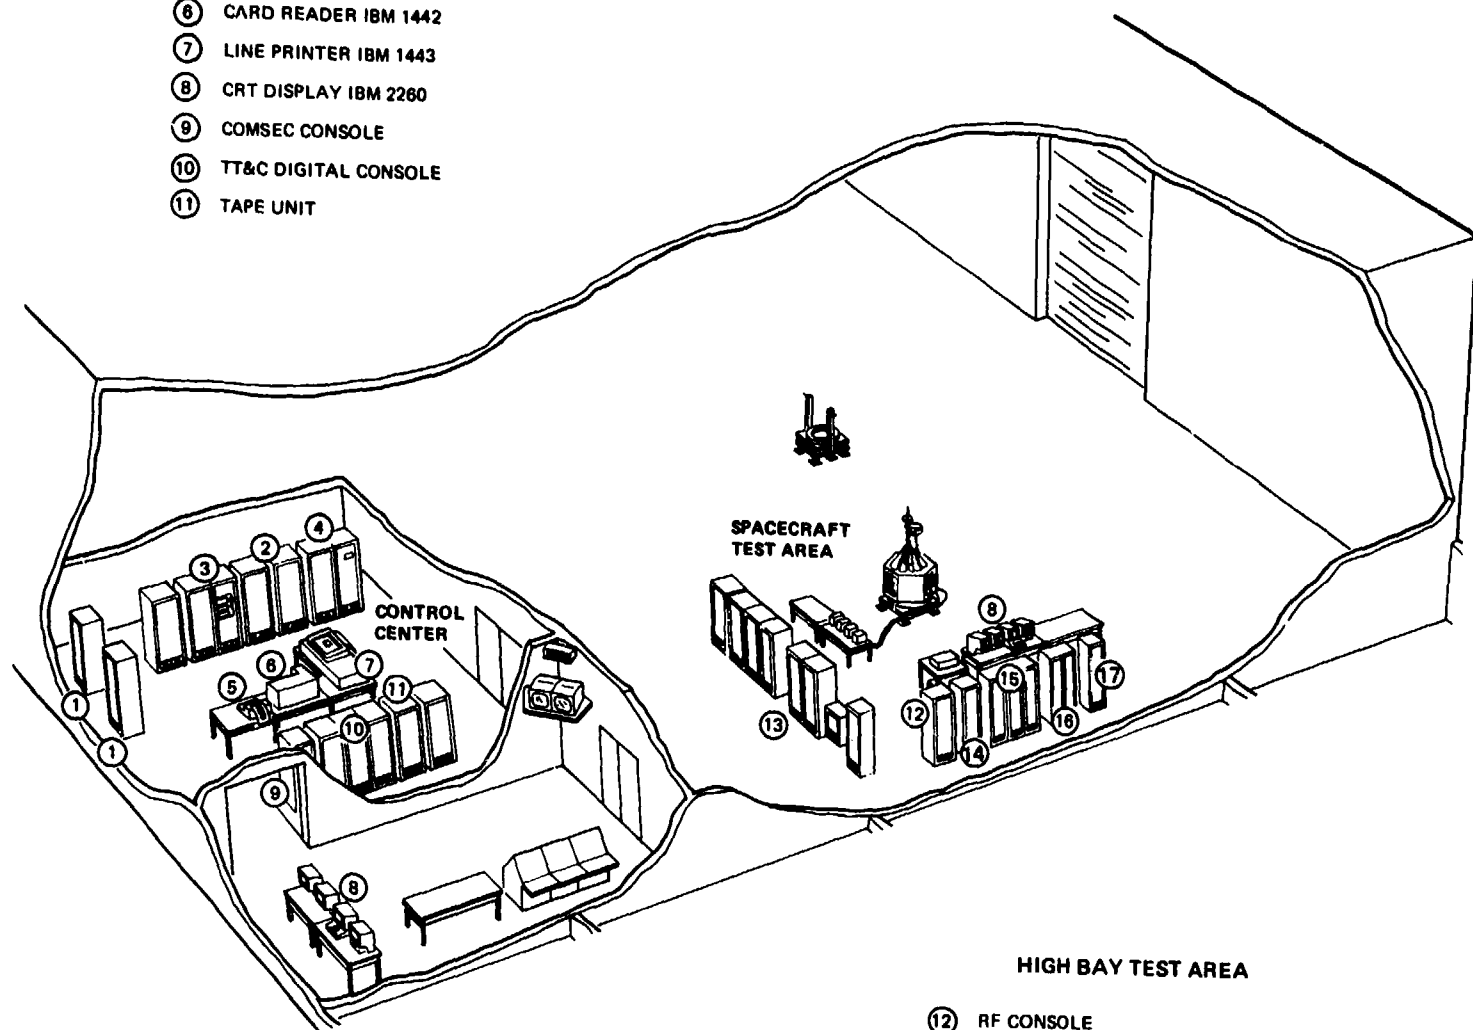 ⑥ CARD READER IBM 1442
⑦ LINE PRINTER IBM 1443
⑧ CRT DISPLAY IBM 2260
⑨ COMSEC CONSOLE
⑩ TT&C DIGITAL CONSOLE
⑪ TAPE UNIT
④
②
③
SPACECRAFT
TEST AREA
CONTROL
CENTER
⑧
⑥
⑦
⑤
⑪
①
⑮
⑰
⑫
⑩
⑬
⑯
①
⑭
⑨
⑧
HIGH BAY TEST AREA
⑫ RF CONSOLE